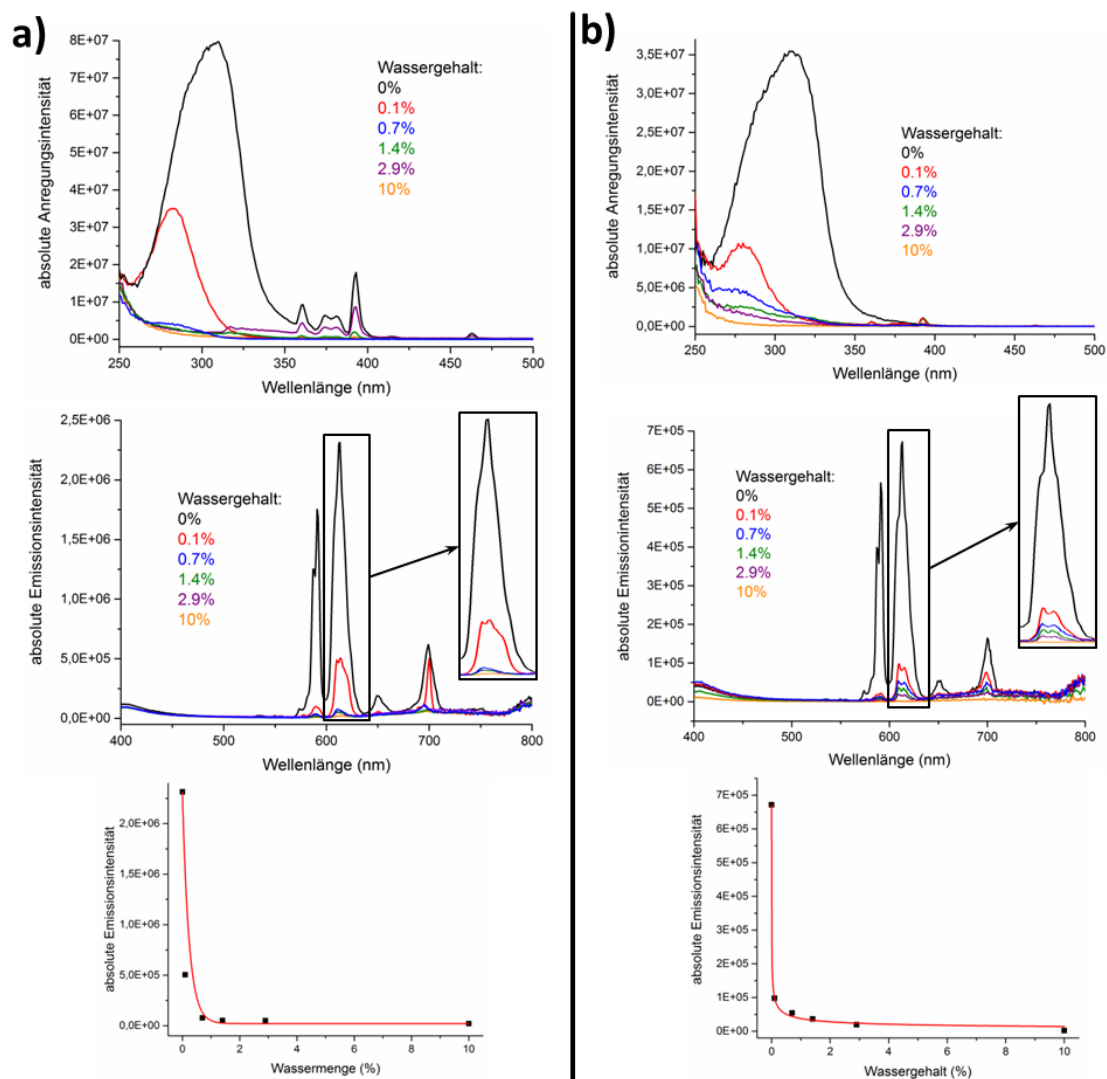 a)
absolute Anregungsintensität
8E+07
7E+07
6E+07
5E+07
4E+07
3E+07
2E+07
1E+07
0E+00
250 300 350 400 450 500
Wellenlänge (nm)
Wassergehalt:
0%
0.1%
0.7%
1.4%
2.9%
10%
absolute Emissionsintensität
2,5E+06
2,0E+06
1,5E+06
1,0E+06
5,0E+05
0,0E+00
400 500 600 700 800
Wellenlänge (nm)
Wassergehalt:
0%
0.1%
0.7%
1.4%
2.9%
10%
absolute Emissionsintensität
2,0E+06
1,5E+06
1,0E+06
5,0E+05
0,0E+00
0 2 4 6 8 10
Wassermenge (%)
b)
absolute Anregungsintensität
3,5E+07
3,0E+07
2,5E+07
2,0E+07
1,5E+07
1,0E+07
5,0E+06
0,0E+00
250 300 350 400 450 500
Wellenlänge (nm)
Wassergehalt:
0%
0.1%
0.7%
1.4%
2.9%
10%
absolute Emissionintensität
7E+05
6E+05
5E+05
4E+05
3E+05
2E+05
1E+05
0E+00
400 500 600 700 800
Wellenlänge (nm)
Wassergehalt:
0%
0.1%
0.7%
1.4%
2.9%
10%
absolute Emissionsintensität
7E+05
6E+05
5E+05
4E+05
3E+05
2E+05
1E+05
0E+00
0 2 4 6 8 10
Wassergehalt (%)